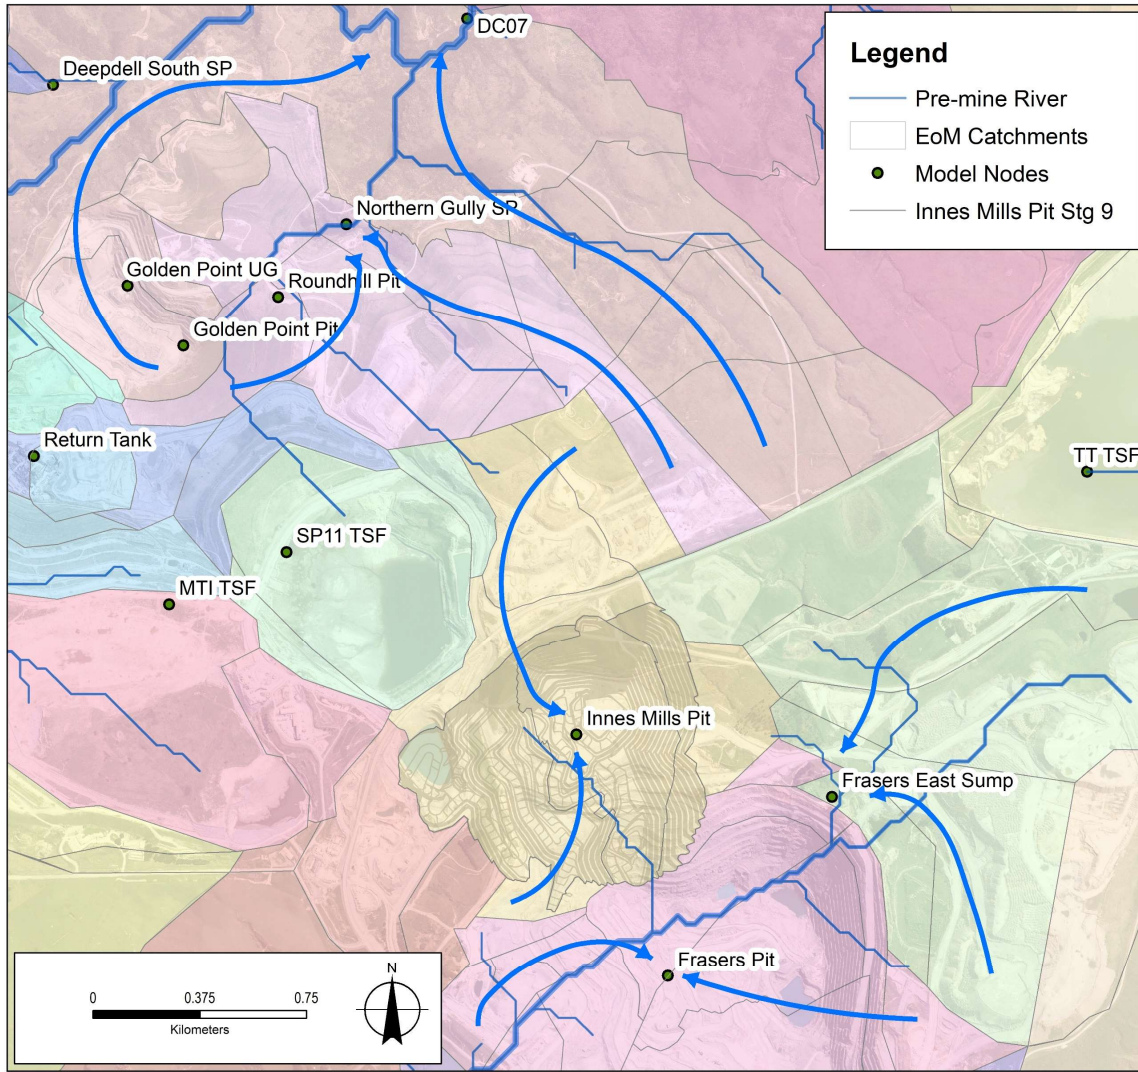 DC07
Deepdell South SP
Legend
Pre-mine River
EoM Catchments
Model Nodes
Innes Mills Pit Stg 9
Northern Gully SP
Golden Point UG
Roundhill Pit
Golden Point Pit
Return Tank
TT TSF
SP11 TSF
MTI TSF
Innes Mills Pit
Frasers East Sump
Frasers Pit
0 0.375 0.75
Kilometers
N